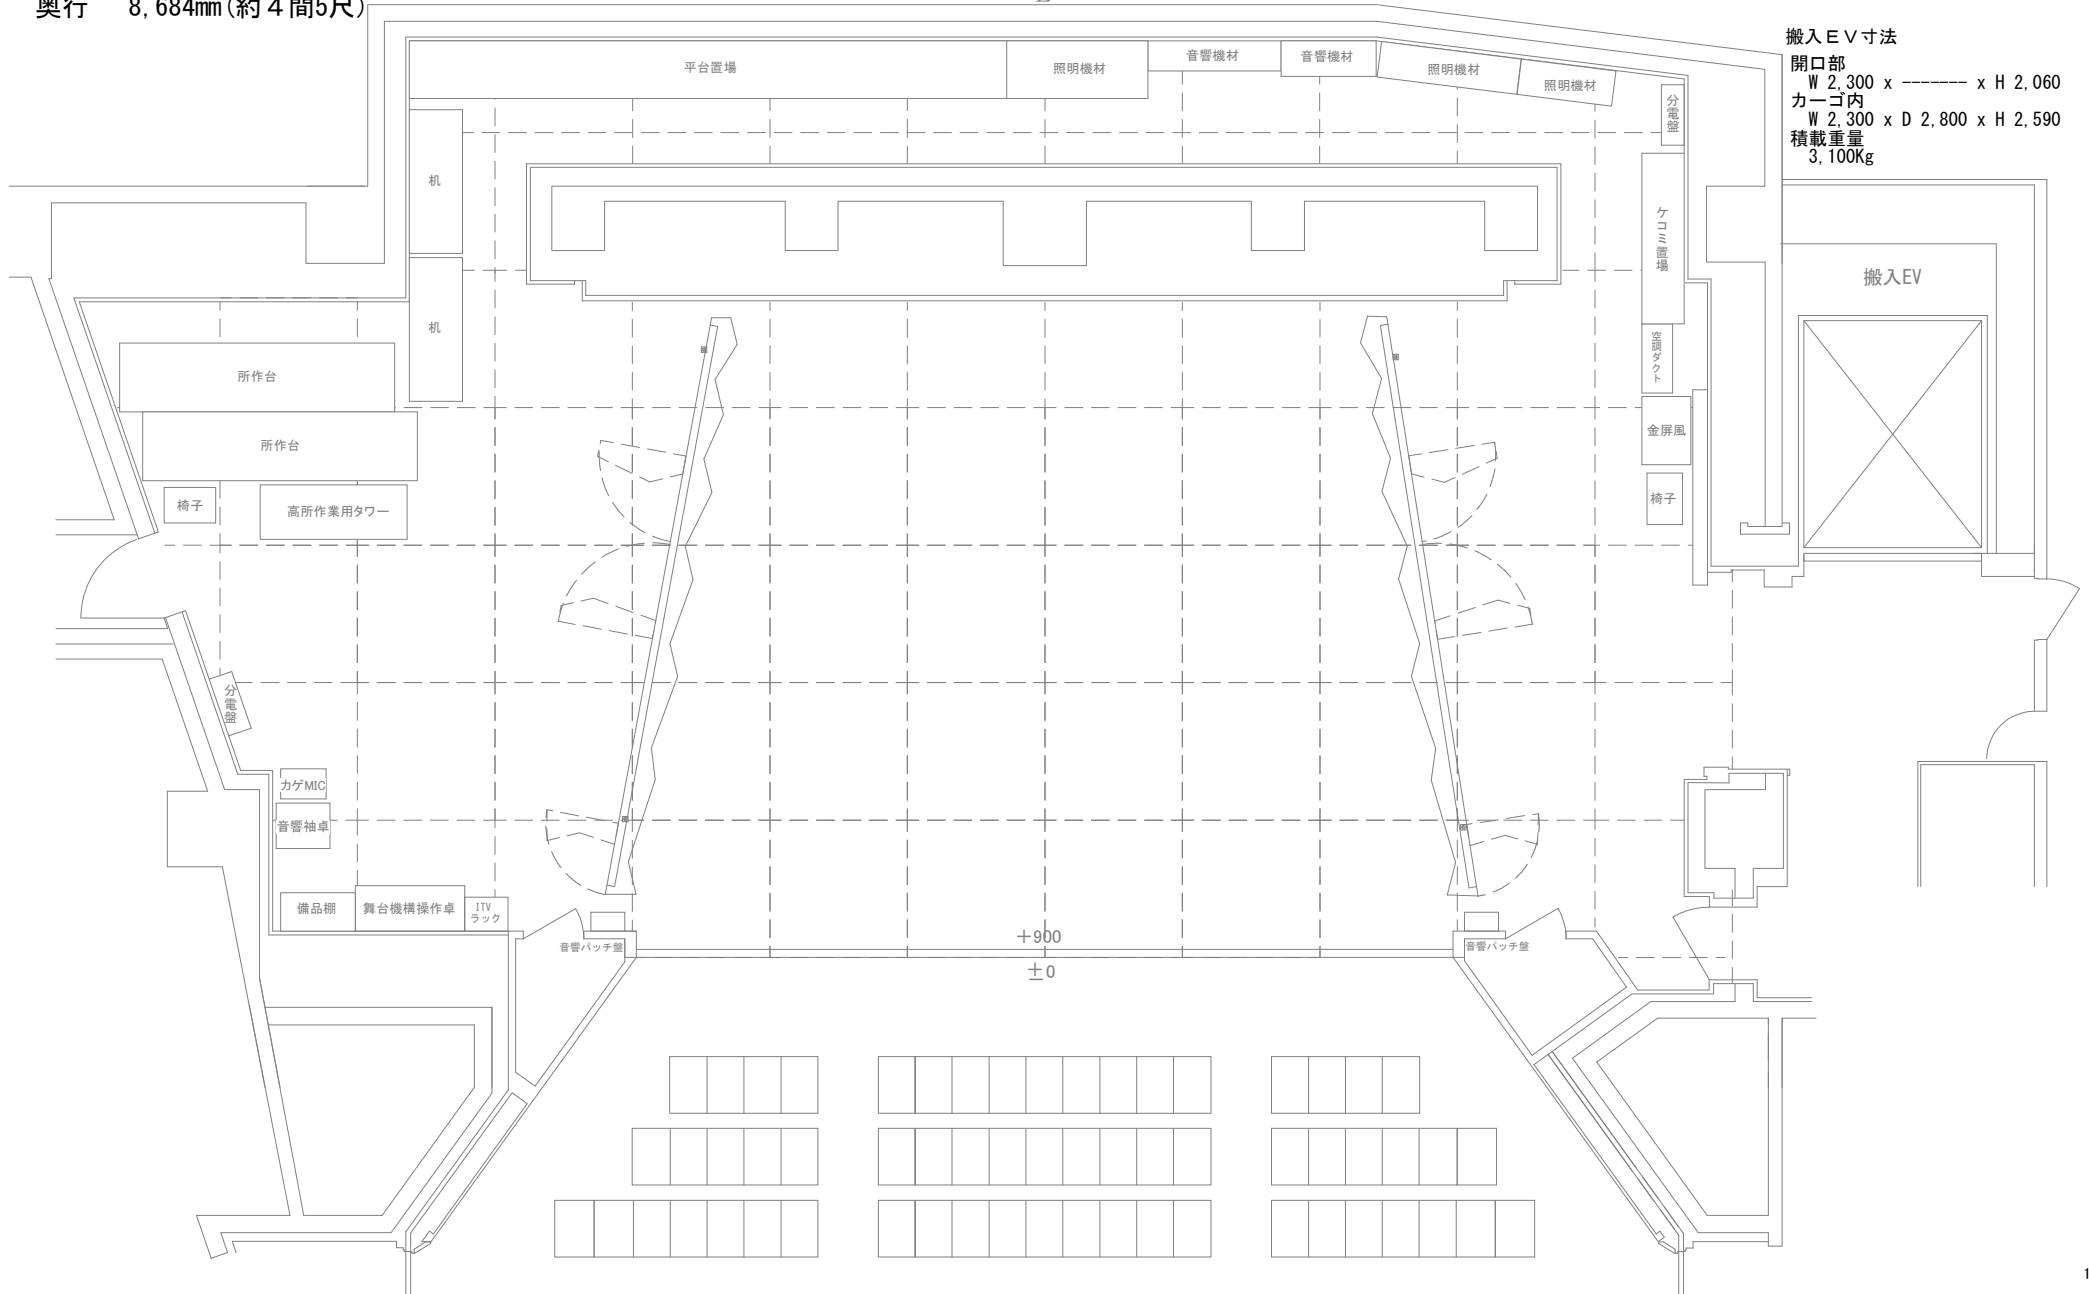 奥行 8,684mm(約４間5尺)
搬入ＥＶ寸法
開口部
W 2,300 x ------- x H 2,060
カーゴ内
W 2,300 x D 2,800 x H 2,590
積載重量
3,100Kg
平台置場
照明機材
音響機材
音響機材
照明機材
照明機材
分電盤
机
ケコミ置場
搬入EV
机
空調ダクト
所作台
所作台
金屏風
椅子
高所作業用タワー
椅子
分電盤
カゲMIC
音響袖卓
備品棚
舞台機構操作卓
ITV
ラック
音響パッチ盤
+900
±0
音響パッチ盤
1